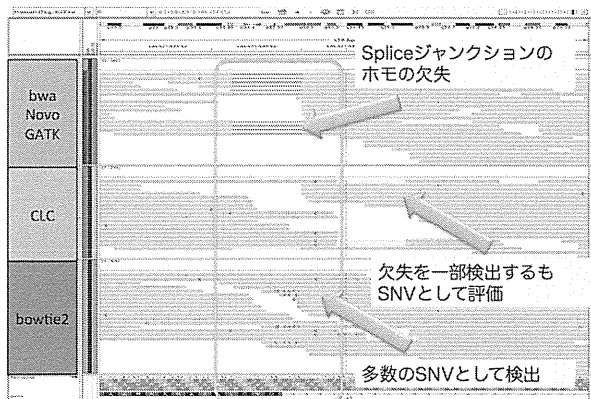 Spliceジャンクションの
ホモの欠失
bwa
Novo
GATK
CLC
欠失を一部検出するも
SNVとして評価
bowtie2
多数のSNVとして検出